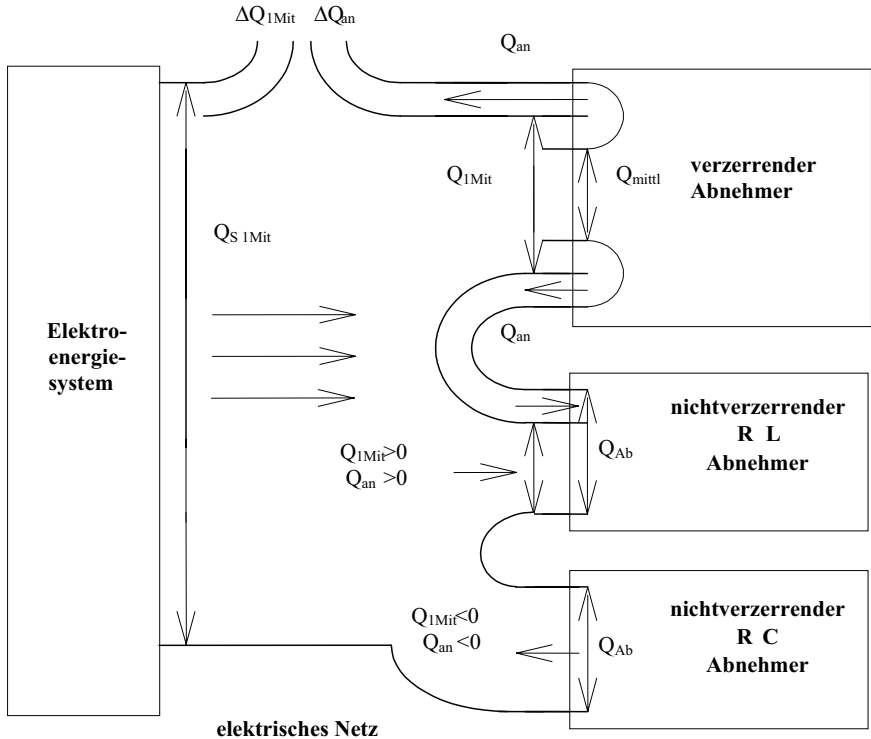 ΔQ1Mit ΔQan
Qan
Q1Mit
Qmittl
verzerrender
Abnehmer
QS 1Mit
Elektro-
energie-
system
Qan
nichtverzerrender
R L
Abnehmer
Q1Mit>0
Qan >0
QAb
nichtverzerrender
R C
Abnehmer
Q1Mit<0
Qan <0
QAb
elektrisches Netz